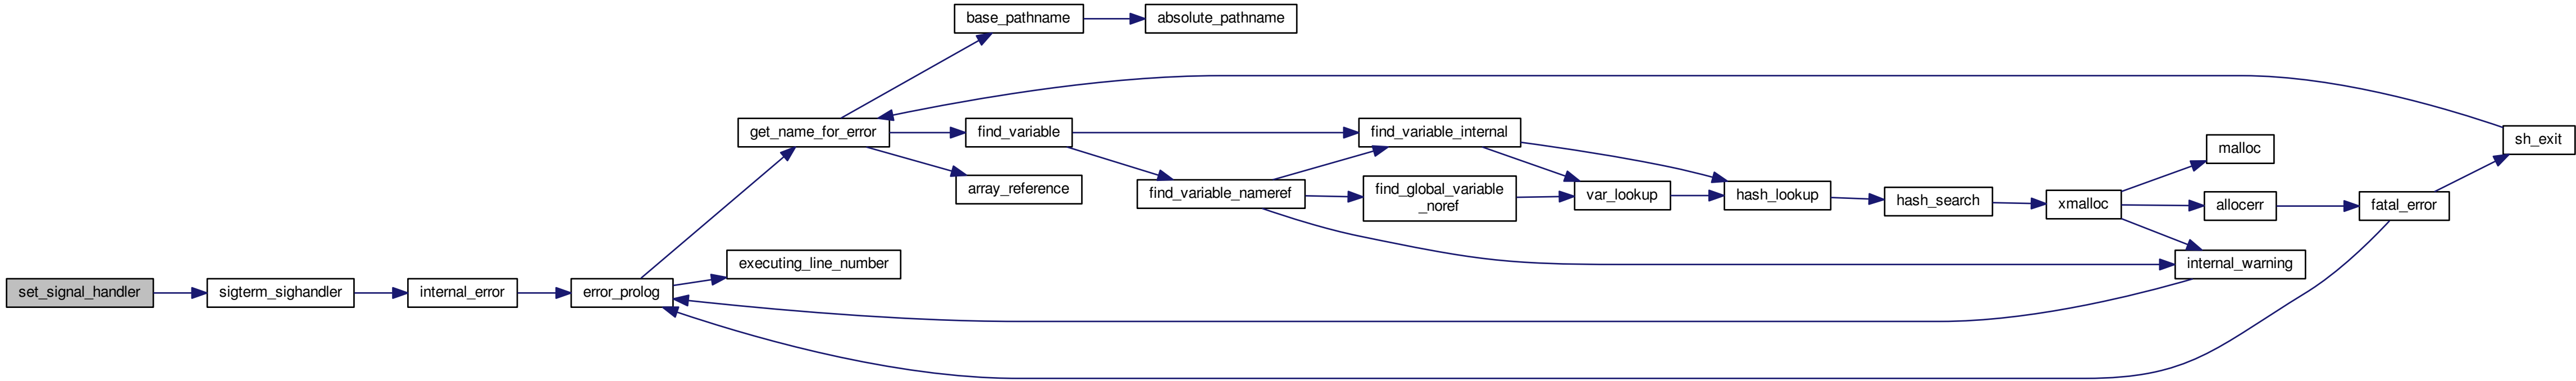 base_pathname
absolute_pathname
get_name_for_error
find_variable
find_variable_internal
sh_exit
malloc
array_reference
find_variable_nameref
find_global_variable
_noref
var_lookup
hash_lookup
hash_search
xmalloc
allocerr
fatal_error
executing_line_number
internal_warning
set_signal_handler
sigterm_sighandler
internal_error
error_prolog